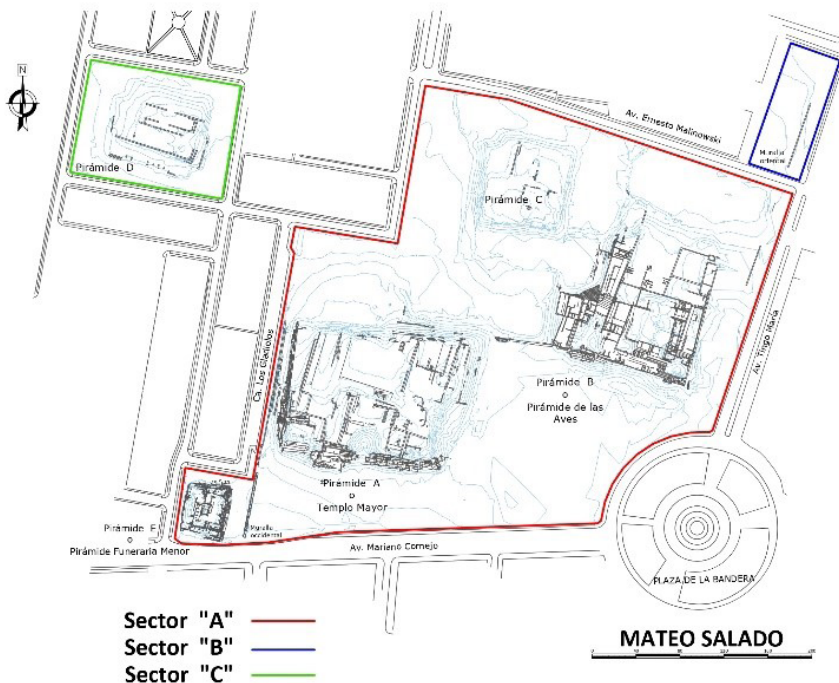 N
Av. Ernesto Malinowski
Muralla
oriental
Pirámide D
Pirámide C
Av. Tingo María
Ca. Los Gladiolos
Pirámide B
o
Pirámide de las
Aves
Pirámide A
o
Templo Mayor
Pirámide E
o
Pirámide Funeraria Menor
Muralla
occidental
Av. Mariano Cornejo
PLAZA DE LA BANDERA
Sector "A"
Sector "B"
Sector "C"
MATEO SALADO